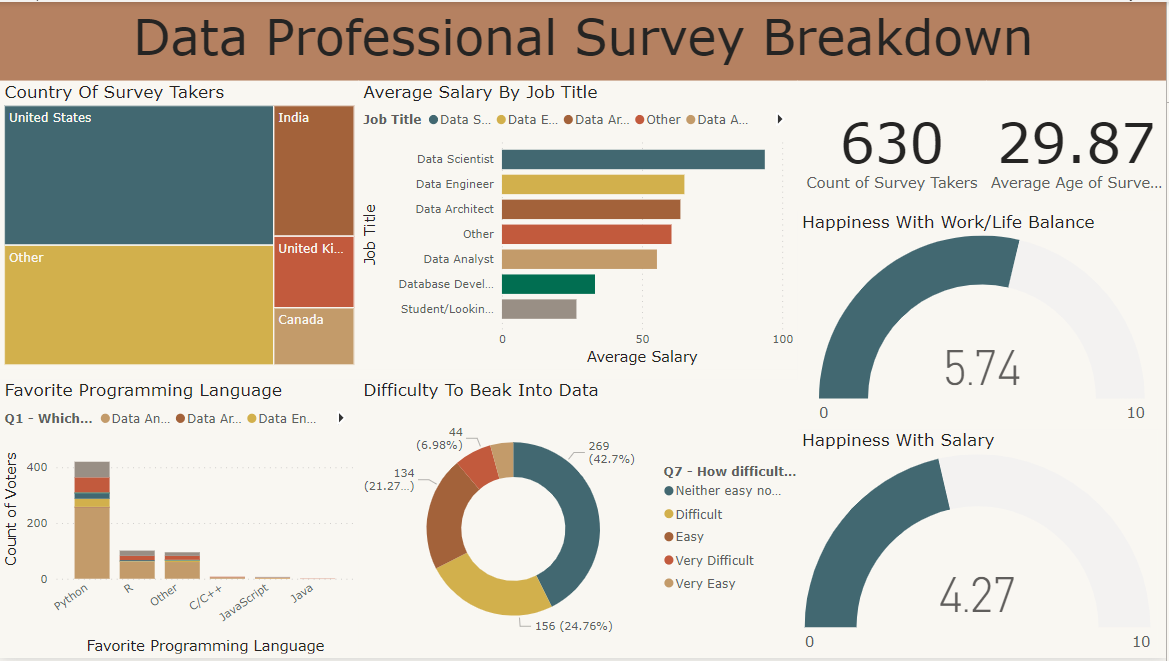 Data Professional Survey Breakdown
Country Of Survey Takers
United States
India
Other
United Ki...
Canada
Average Salary By Job Title
Job Title Data S... Data E... Data Ar... Other Data A...
Job Title
Data Scientist
Data Engineer
Data Architect
Other
Data Analyst
Database Devel...
Student/Lookin...
0 50 100
Average Salary
630
Count of Survey Takers
29.87
Average Age of Surve...
Happiness With Work/Life Balance
5.74
0 10
Favorite Programming Language
Q1 - Which... Data An... Data Ar... Data En...
Count of Voters
400
200
0
Python R Other C/C++ JavaScript Java
Favorite Programming Language
Difficulty To Beak Into Data
44
(6.98%)
269
(42.7%)
134
(21.27...)
156 (24.76%)
Q7 - How difficult...
Neither easy no...
Difficult
Easy
Very Difficult
Very Easy
Happiness With Salary
4.27
0 10